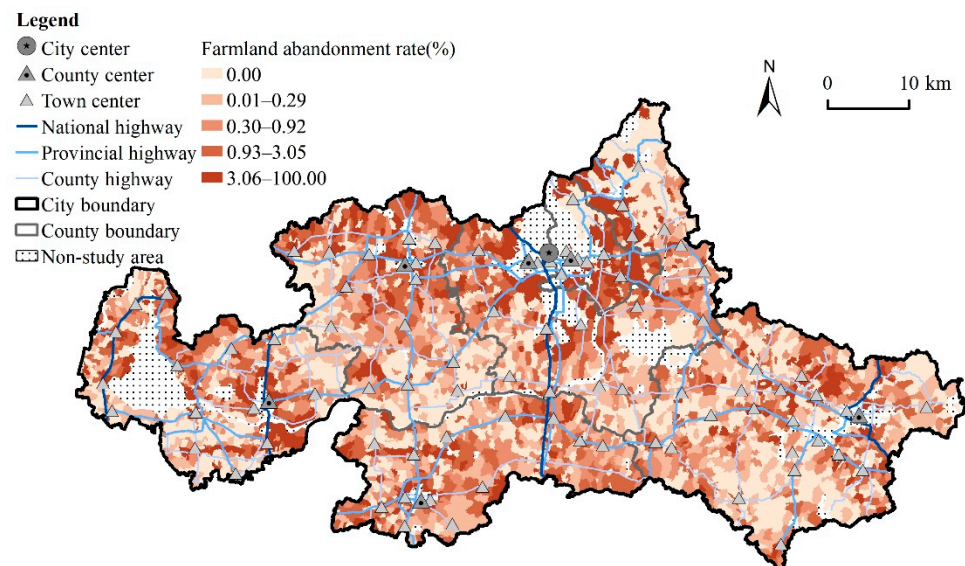 Legend
City center
County center
Town center
National highway
Provincial highway
County highway
City boundary
County boundary
Non-study area
Farmland abandonment rate(%)
0.00
0.01–0.29
0.30–0.92
0.93–3.05
3.06–100.00
N
0 10 km